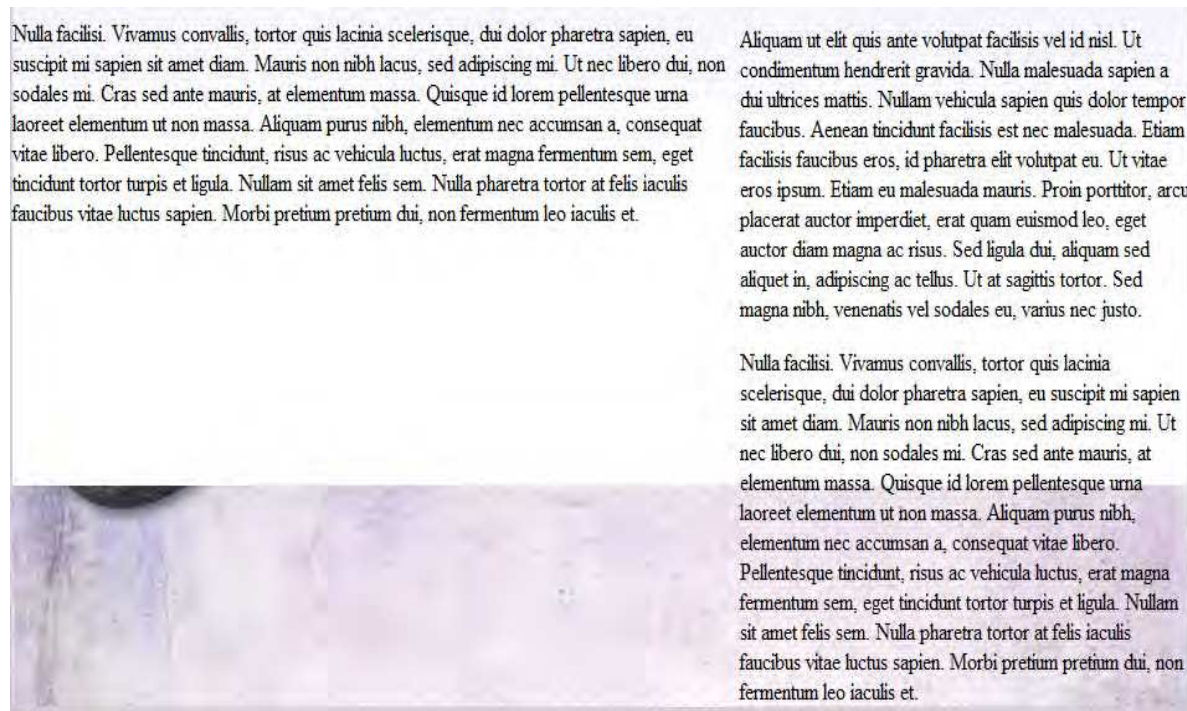 Nulla facilisi. Vivamus convallis, tortor quis lacinia scelerisque, dui dolor pharetra sapien, eu
suscipit mi sapien sit amet diam. Mauris non nibh lacus, sed adipiscing mi. Ut nec libero dui, non
sodales mi. Cras sed ante mauris, at elementum massa. Quisque id lorem pellentesque urna
laoreet elementum ut non massa. Aliquam purus nibh, elementum nec accumsan a, consequat
vitae libero. Pellentesque tincidunt, risus ac vehicula luctus, erat magna fermentum sem, eget
tincidunt tortor turpis et ligula. Nullam sit amet felis sem. Nulla pharetra tortor at felis iaculis
faucibus vitae luctus sapien. Morbi pretium pretium dui, non fermentum leo iaculis et.
Aliquam ut elit quis ante volutpat facilisis vel id nisl. Ut
condimentum hendrerit gravida. Nulla malesuada sapien a
dui ultrices mattis. Nullam vehicula sapien quis dolor tempor
faucibus. Aenean tincidunt facilisis est nec malesuada. Etiam
facilisis faucibus eros, id pharetra elit volutpat eu. Ut vitae
eros ipsum. Etiam eu malesuada mauris. Proin porttitor, arcu
placerat auctor imperdiet, erat quam euismod leo, eget
auctor diam magna ac risus. Sed ligula dui, aliquam sed
aliquet in, adipiscing ac tellus. Ut at sagittis tortor. Sed
magna nibh, venenatis vel sodales eu, varius nec justo.
Nulla facilisi. Vivamus convallis, tortor quis lacinia
scelerisque, dui dolor pharetra sapien, eu suscipit mi sapien
sit amet diam. Mauris non nibh lacus, sed adipiscing mi. Ut
nec libero dui, non sodales mi. Cras sed ante mauris, at
elementum massa. Quisque id lorem pellentesque urna
laoreet elementum ut non massa. Aliquam purus nibh,
elementum nec accumsan a, consequat vitae libero.
Pellentesque tincidunt, risus ac vehicula luctus, erat magna
fermentum sem, eget tincidunt tortor turpis et ligula. Nullam
sit amet felis sem. Nulla pharetra tortor at felis iaculis
faucibus vitae luctus sapien. Morbi pretium pretium dui, non
fermentum leo iaculis et.